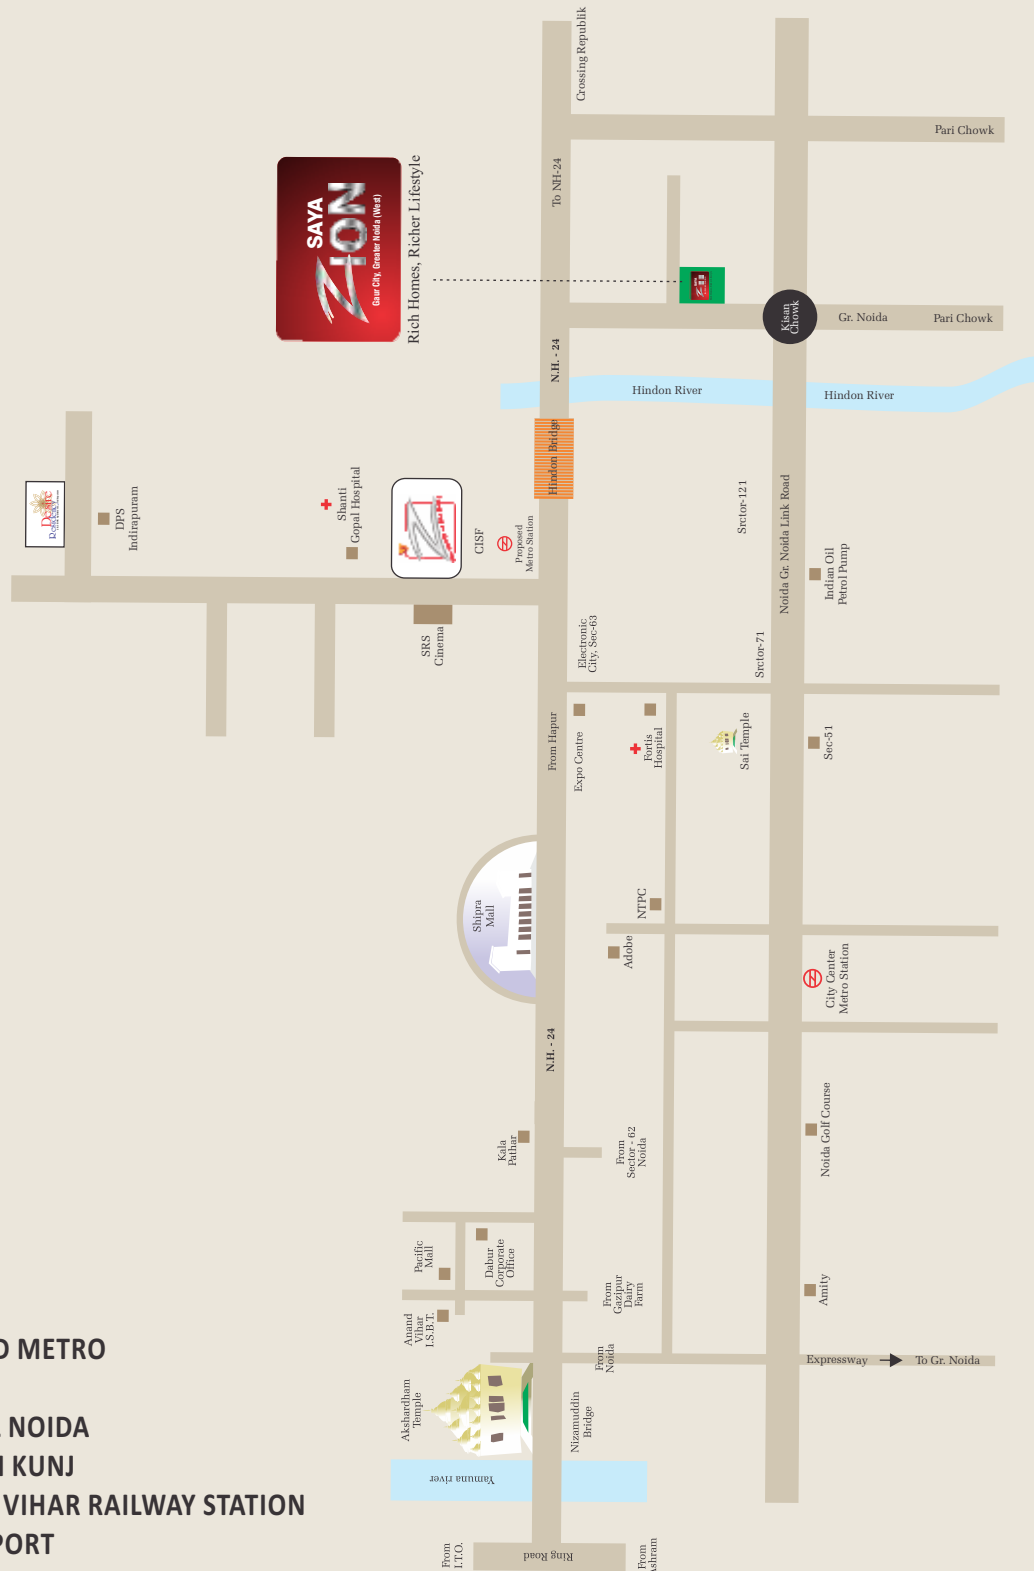 Crossing Republik
Pari Chowk
To NH-24
SAYA
ZION
Gaur City, Greater Noida (West)
Rich Homes, Richer Lifestyle
SAYA
ZION
Kisan
Chowk
Gr. Noida
Pari Chowk
N.H. - 24
Hindon River
Hindon River
Hindon Bridge
Desire
DPS
Indirapuram
Shanti
Gopal Hospital
CISF
Proposed
Metro Station
Srctor-121
Noida Gr. Noida Link Road
Indian Oil
Petrol Pump
SRS
Cinema
Electronic
City, Sec-63
Srctor-71
From Hapur
Expo Centre
Fortis
Hospital
Sai Temple
Sec-51
Shipra
Mall
NTPC
Adobe
City Center
Metro Station
N.H. - 24
Kala
Pathar
From
Sector - 62
Noida
Noida Golf Course
Pacific
Mall
Dabur
Corporate
Office
From
Gazipur
Dairy
Farm
Amity
Anand
Vihar
I.S.B.T.
From
Noida
Expressway
To Gr. Noida
Akshardham
Temple
Nizamuddin
Bridge
Yamuna river
Ring Road
From
I.T.O.
From
METRO
NOIDA
KUNJ
VIHAR RAILWAY STATION